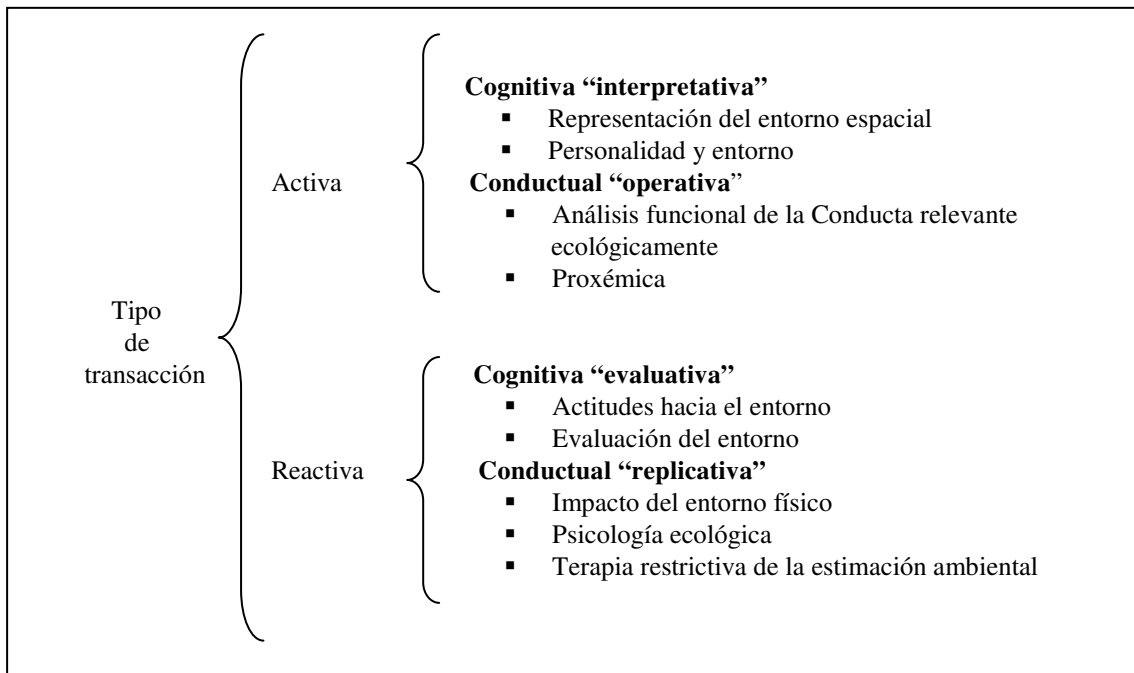 Tipo
de
transacción
Activa
Cognitiva “interpretativa”
▪ Representación del entorno espacial
▪ Personalidad y entorno
Conductual “operativa”
▪ Análisis funcional de la Conducta relevante
ecológicamente
▪ Proxémica
Reactiva
Cognitiva “evaluativa”
▪ Actitudes hacia el entorno
▪ Evaluación del entorno
Conductual “replicativa”
▪ Impacto del entorno físico
▪ Psicología ecológica
▪ Terapia restrictiva de la estimación ambiental